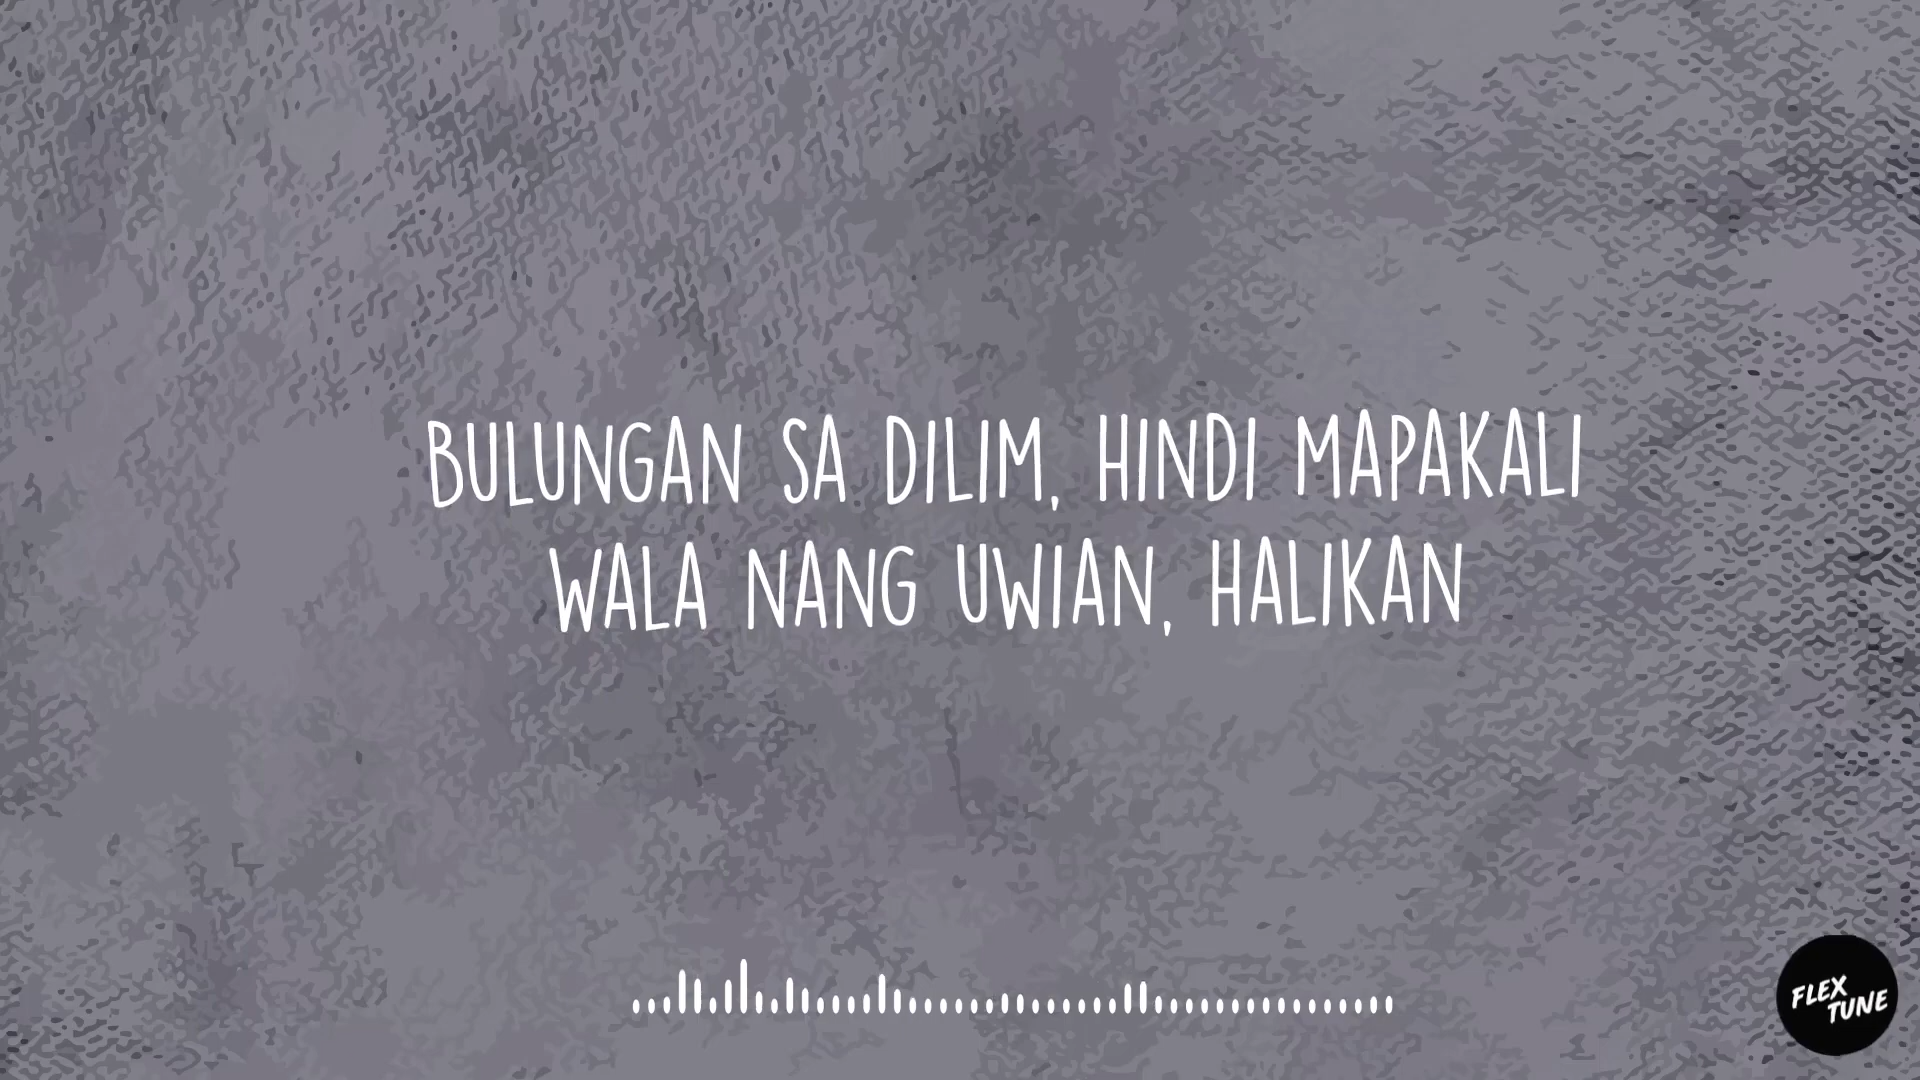 BULUNGAN SA DILIM, HINDI MAPAKALI
WALA NANG UWIAN, HALIKAN
FLEX
TUNE